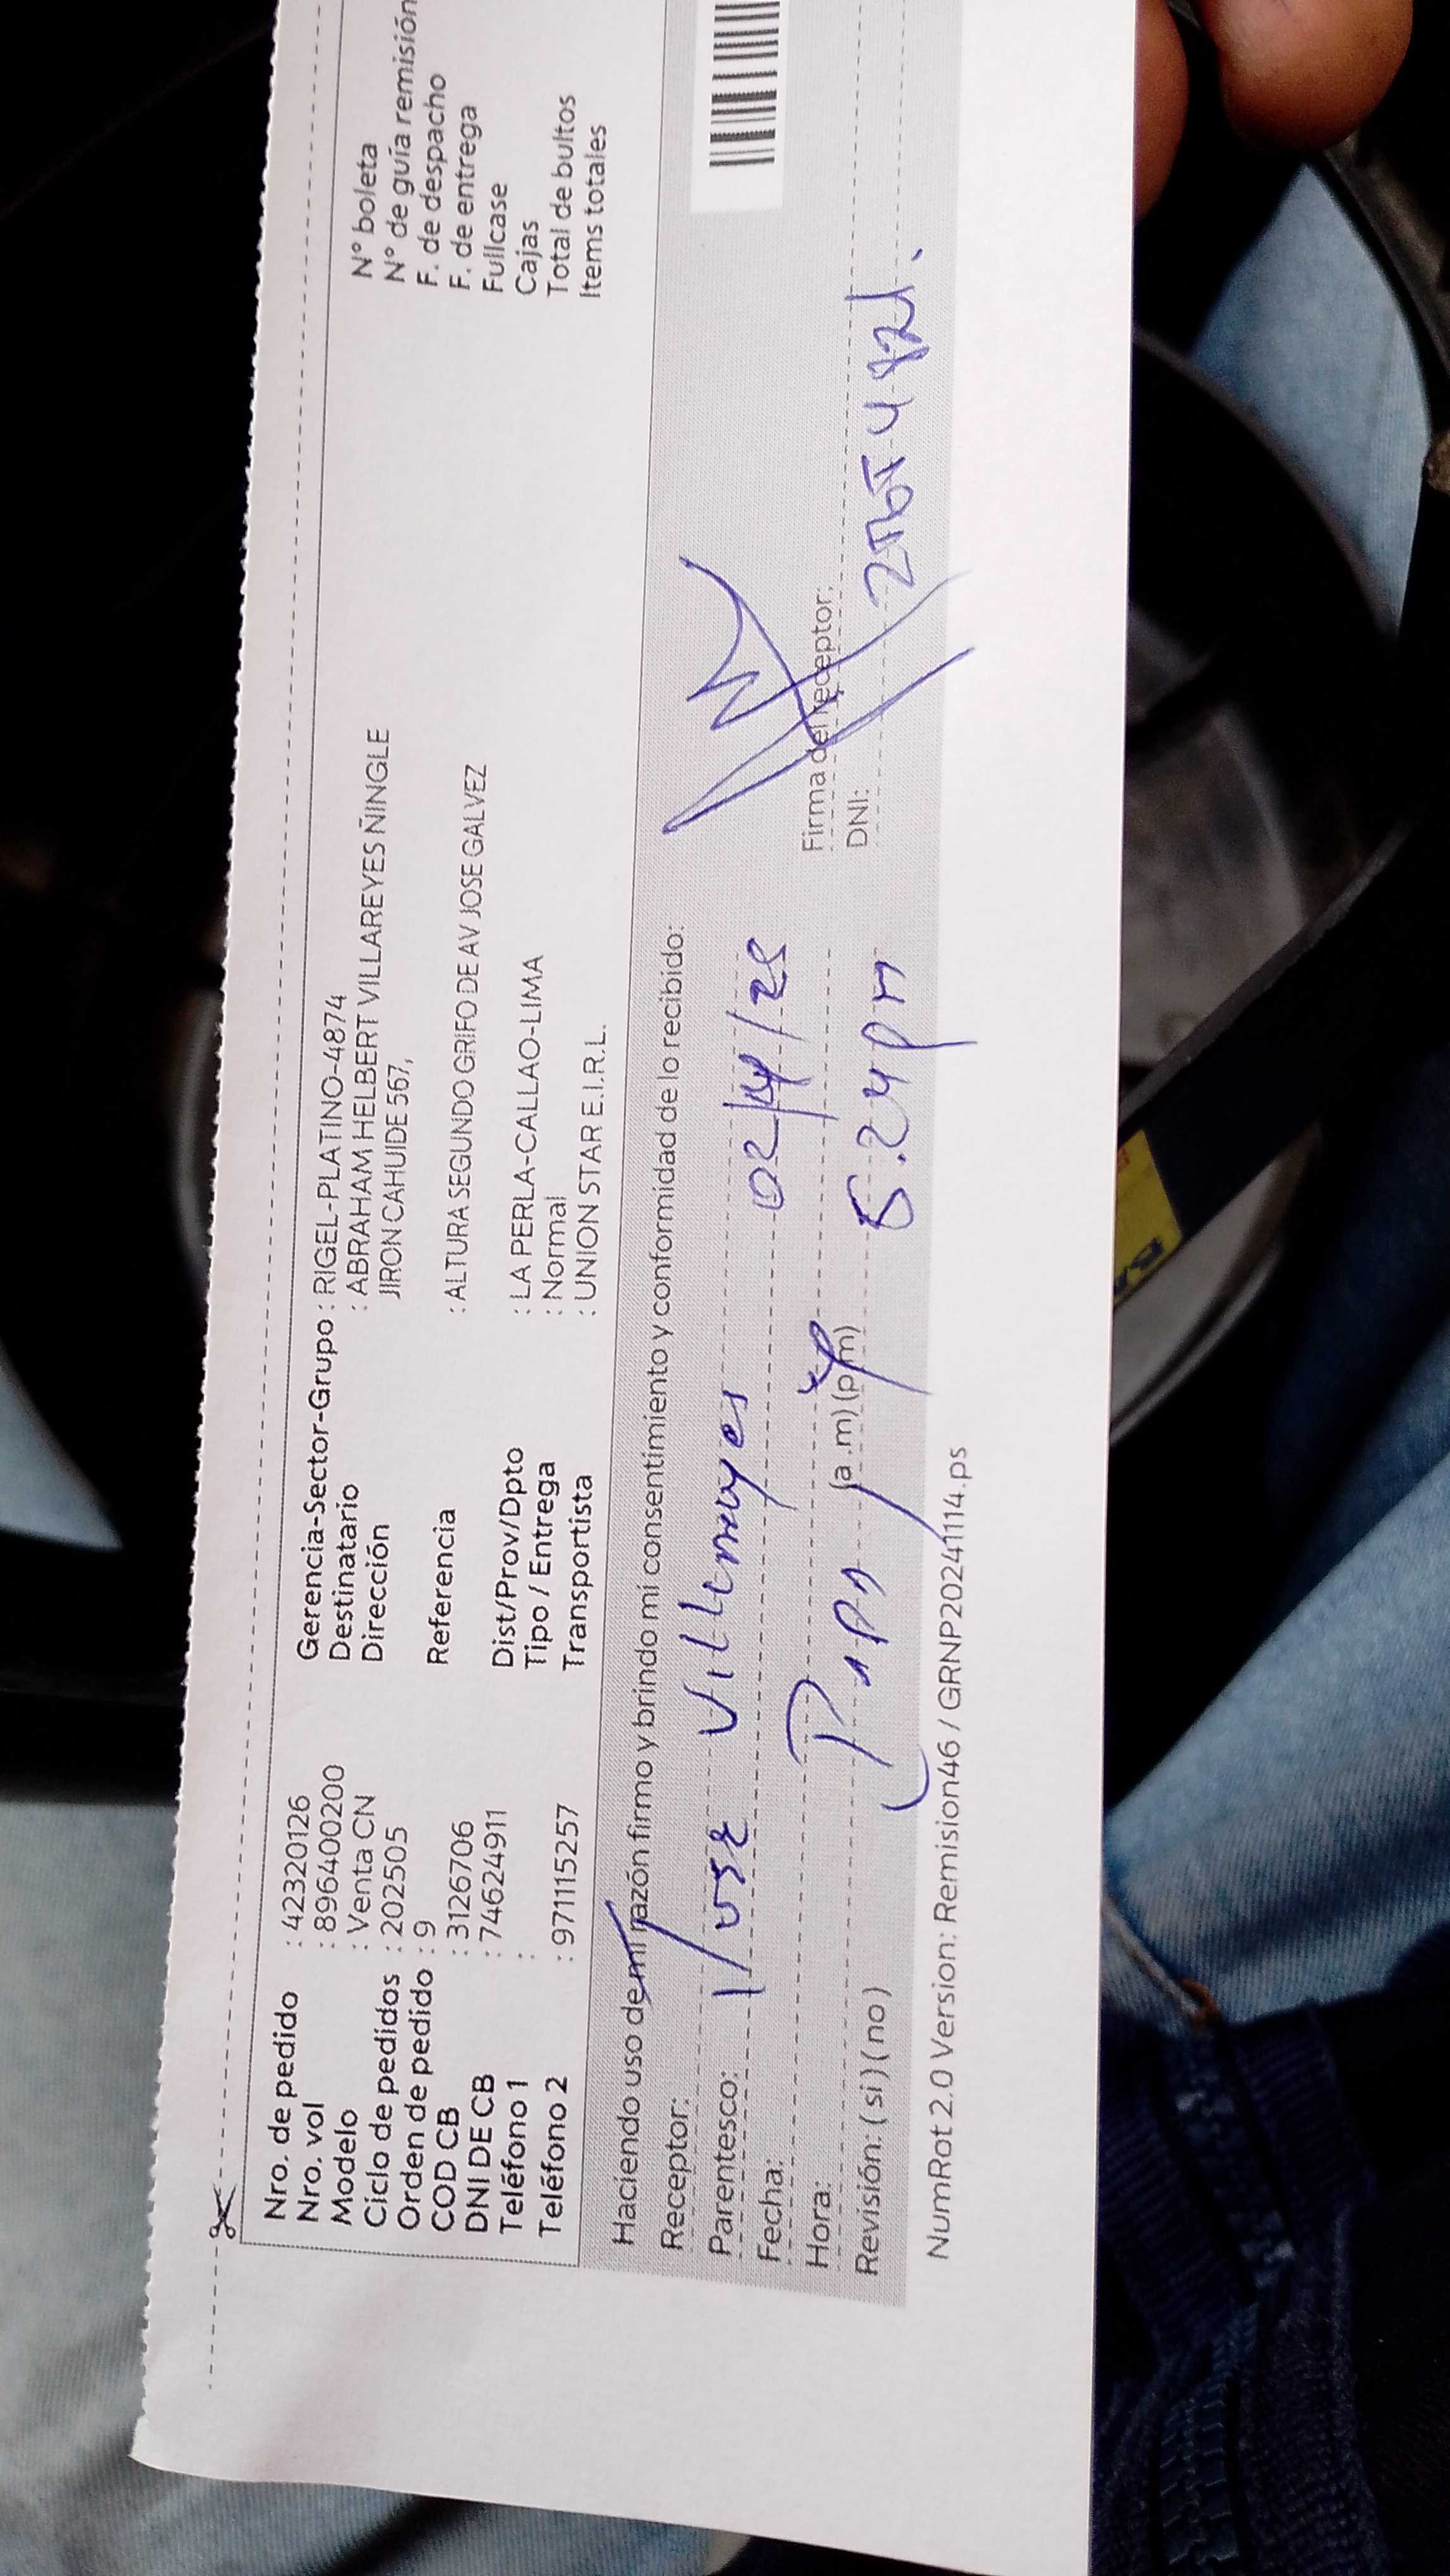 Nro. de pedido : 42320126
Nro. vol : 896400200
Modelo : Venta CN
Ciclo de pedidos : 202505
Orden de pedido : 9
COD CB : 3126706
DNI DE CB : 74624911
Teléfono 1 :
Teléfono 2 : 971115257
Gerencia-Sector-Grupo : RIGEL-PLATINO-4874
Destinatario : ABRAHAM HELBERT VILLAREYES ÑINGLE
Dirección JIRON CAHUIDE 567,
Referencia : ALTURA SEGUNDO GRIFO DE AV JOSE GALVEZ
Dist/Prov/Dpto : LA PERLA-CALLAO-LIMA
Tipo / Entrega : Normal
Transportista : UNION STAR E.I.R.L.
N° boleta
N° de guía remisión
F. de despacho
F. de entrega
Fullcase
Cajas
Total de bultos
Items totales
Haciendo uso de mi razón firmo y brindo mi consentimiento y conformidad de lo recibido:
Receptor:
Parentesco:
Fecha: 02/04/25
Hora: (a.m) (p.m) 5.24pm
Revisión: ( si ) ( no )
Firma del receptor:
DNI:
NumRot 2.0 Version: Remision46 / GRNP20241114.ps